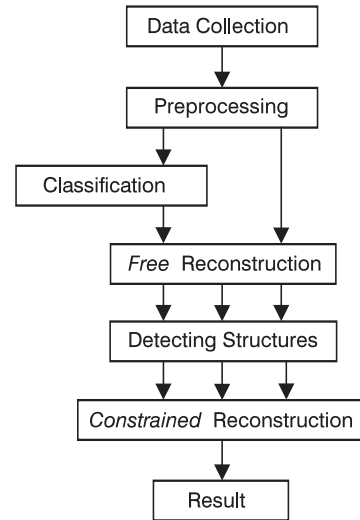 Data Collection
Preprocessing
Classification
Free Reconstruction
Detecting Structures
Constrained Reconstruction
Result